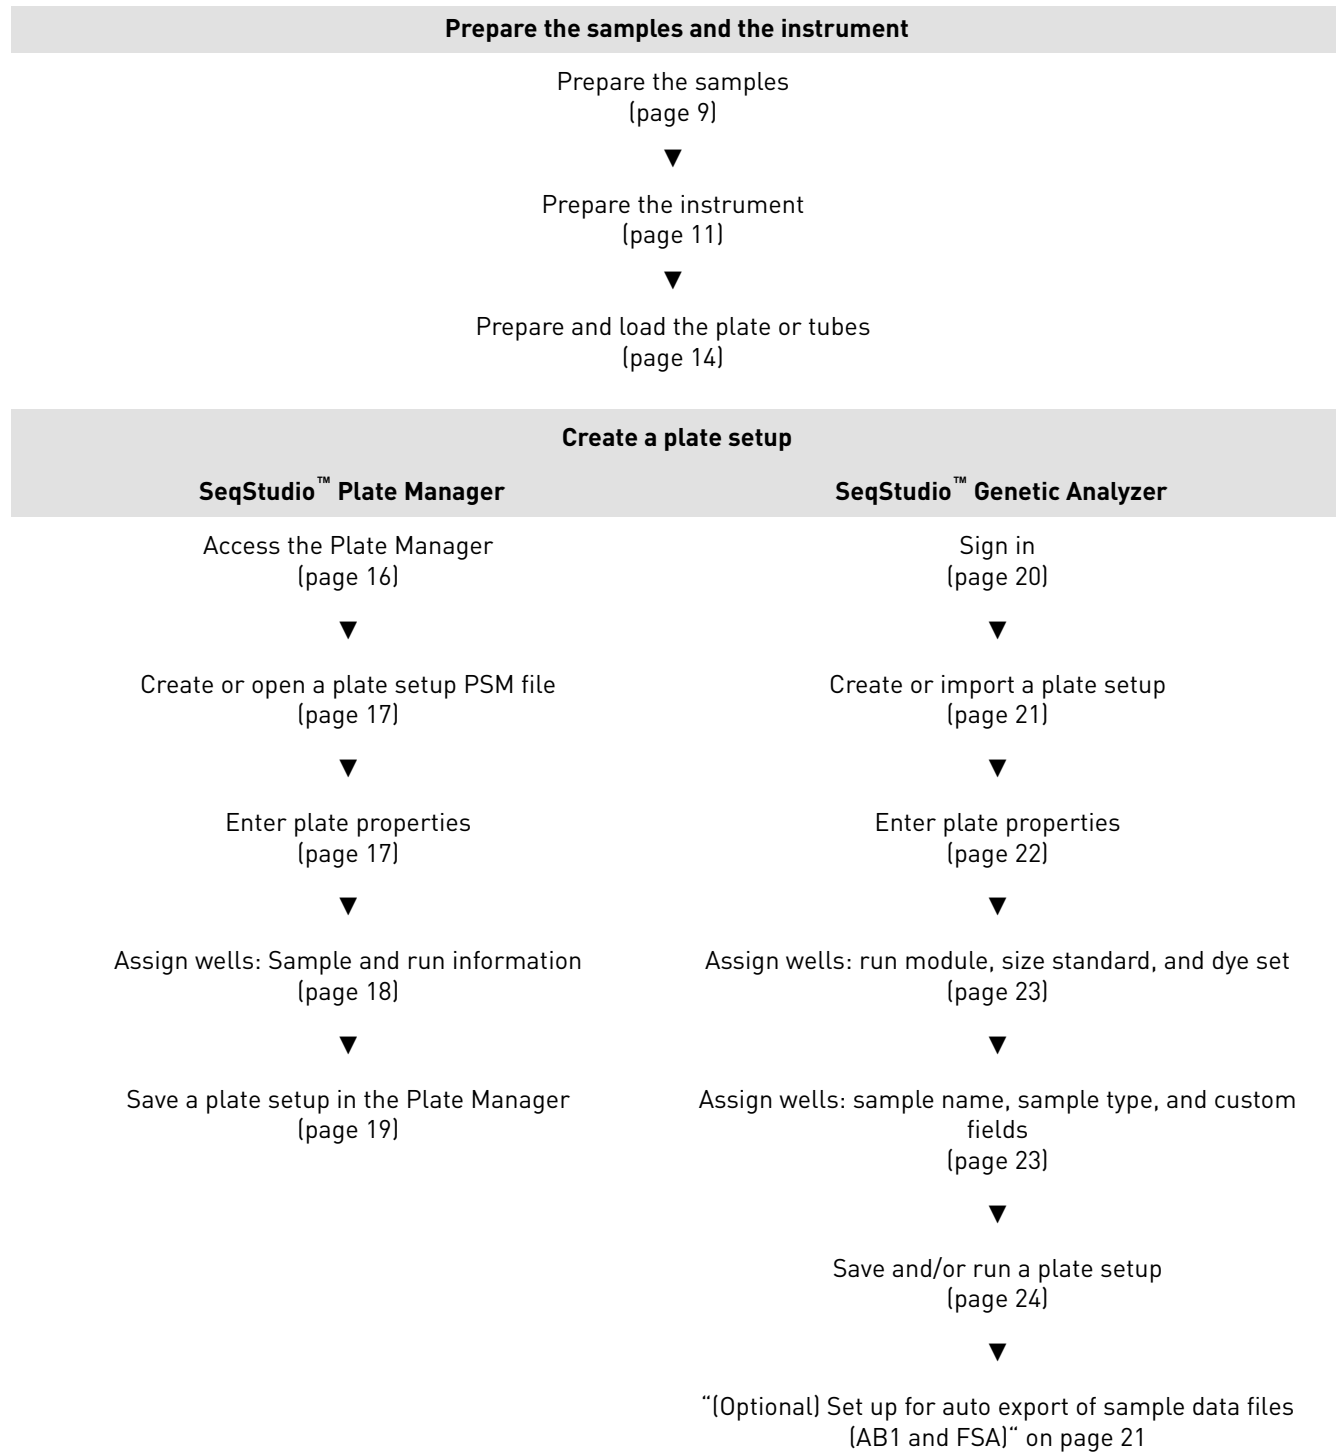 Prepare the samples and the instrument
Prepare the samples
(page 9)
▼
Prepare the instrument
(page 11)
▼
Prepare and load the plate or tubes
(page 14)
Create a plate setup
SeqStudio™ Plate Manager
Access the Plate Manager
(page 16)
▼
Create or open a plate setup PSM file
(page 17)
▼
Enter plate properties
(page 17)
▼
Assign wells: Sample and run information
(page 18)
▼
Save a plate setup in the Plate Manager
(page 19)
SeqStudio™ Genetic Analyzer
Sign in
(page 20)
▼
Create or import a plate setup
(page 21)
▼
Enter plate properties
(page 22)
▼
Assign wells: run module, size standard, and dye set
(page 23)
▼
Assign wells: sample name, sample type, and custom
fields
(page 23)
▼
Save and/or run a plate setup
(page 24)
▼
“(Optional) Set up for auto export of sample data files
(AB1 and FSA)“ on page 21